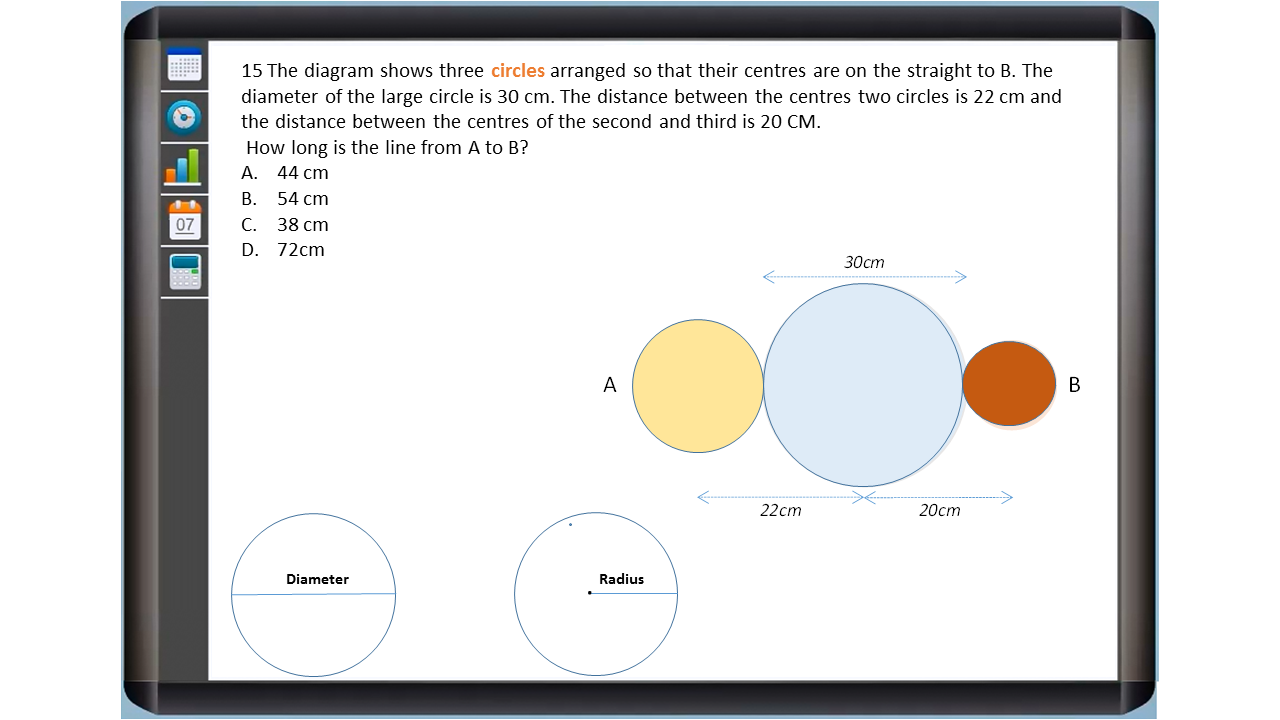 15 The diagram shows three circles arranged so that their centres are on the straight to B. The
diameter of the large circle is 30 cm. The distance between the centres two circles is 22 cm and
the distance between the centres of the second and third is 20 CM.
How long is the line from A to B?
A. 44 cm
B. 54 cm
C. 38 cm
D. 72cm
07
30cm
A
B
22cm
20cm
Diameter
Radius